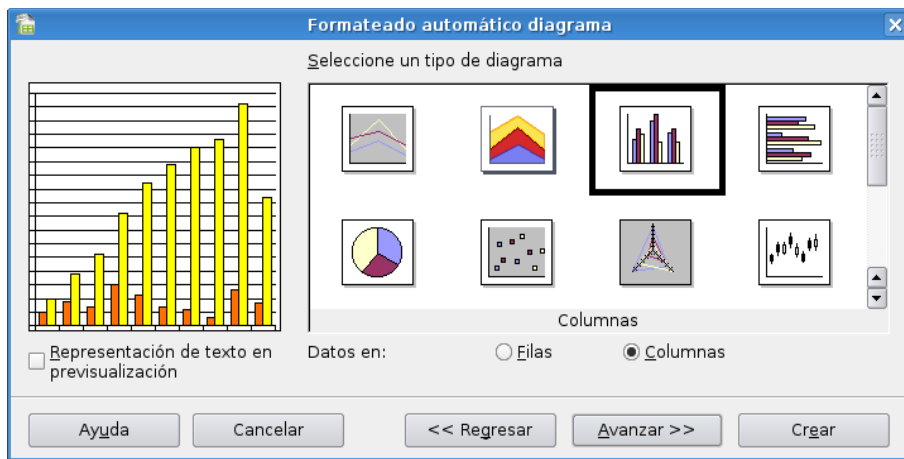 Formateado automático diagrama
Seleccione un tipo de diagrama
Columnas
Representación de texto en
previsualización
Datos en:
Filas
Columnas
Ayuda
Cancelar
<< Regresar
Avanzar >>
Crear